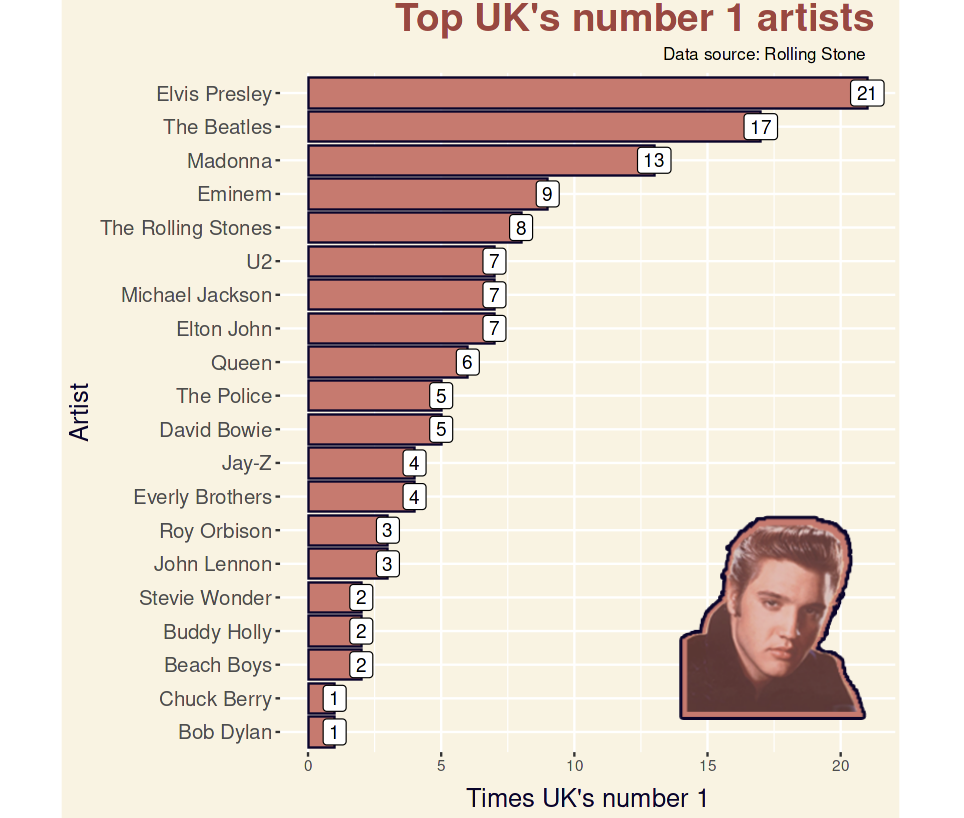 Top UK's number 1 artists
Data source: Rolling Stone
Elvis Presley 21
The Beatles 17
Madonna 13
Eminem 9
The Rolling Stones 8
U2 7
Michael Jackson 7
Elton John 7
Queen 6
The Police 5
David Bowie 5
Jay-Z 4
Everly Brothers 4
Roy Orbison 3
John Lennon 3
Stevie Wonder 2
Buddy Holly 2
Beach Boys 2
Chuck Berry 1
Bob Dylan 1
Artist
0 5 10 15 20
Times UK's number 1